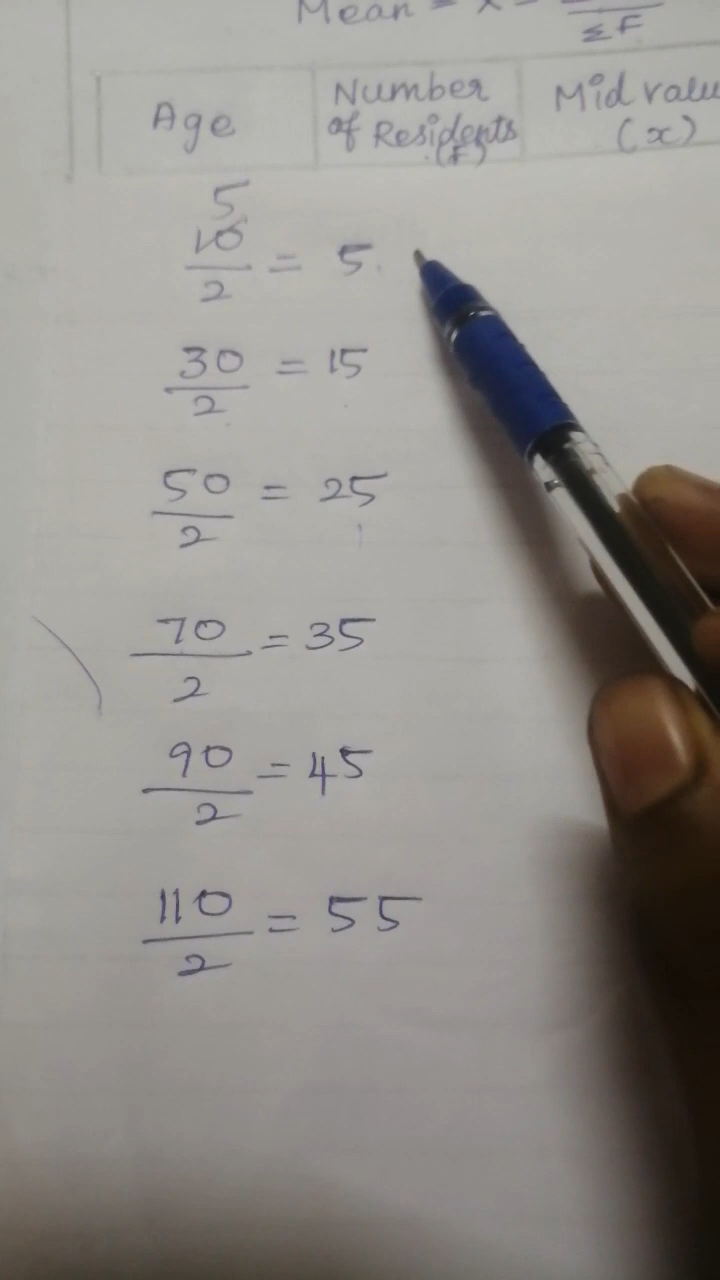 Mean = x =
ΣF
Age
Number of Residents (F)
Mid valu
(x)
5
10/2 = 5.
30/2 = 15
50/2 = 25
70/2 = 35
90/2 = 45
110/2 = 55